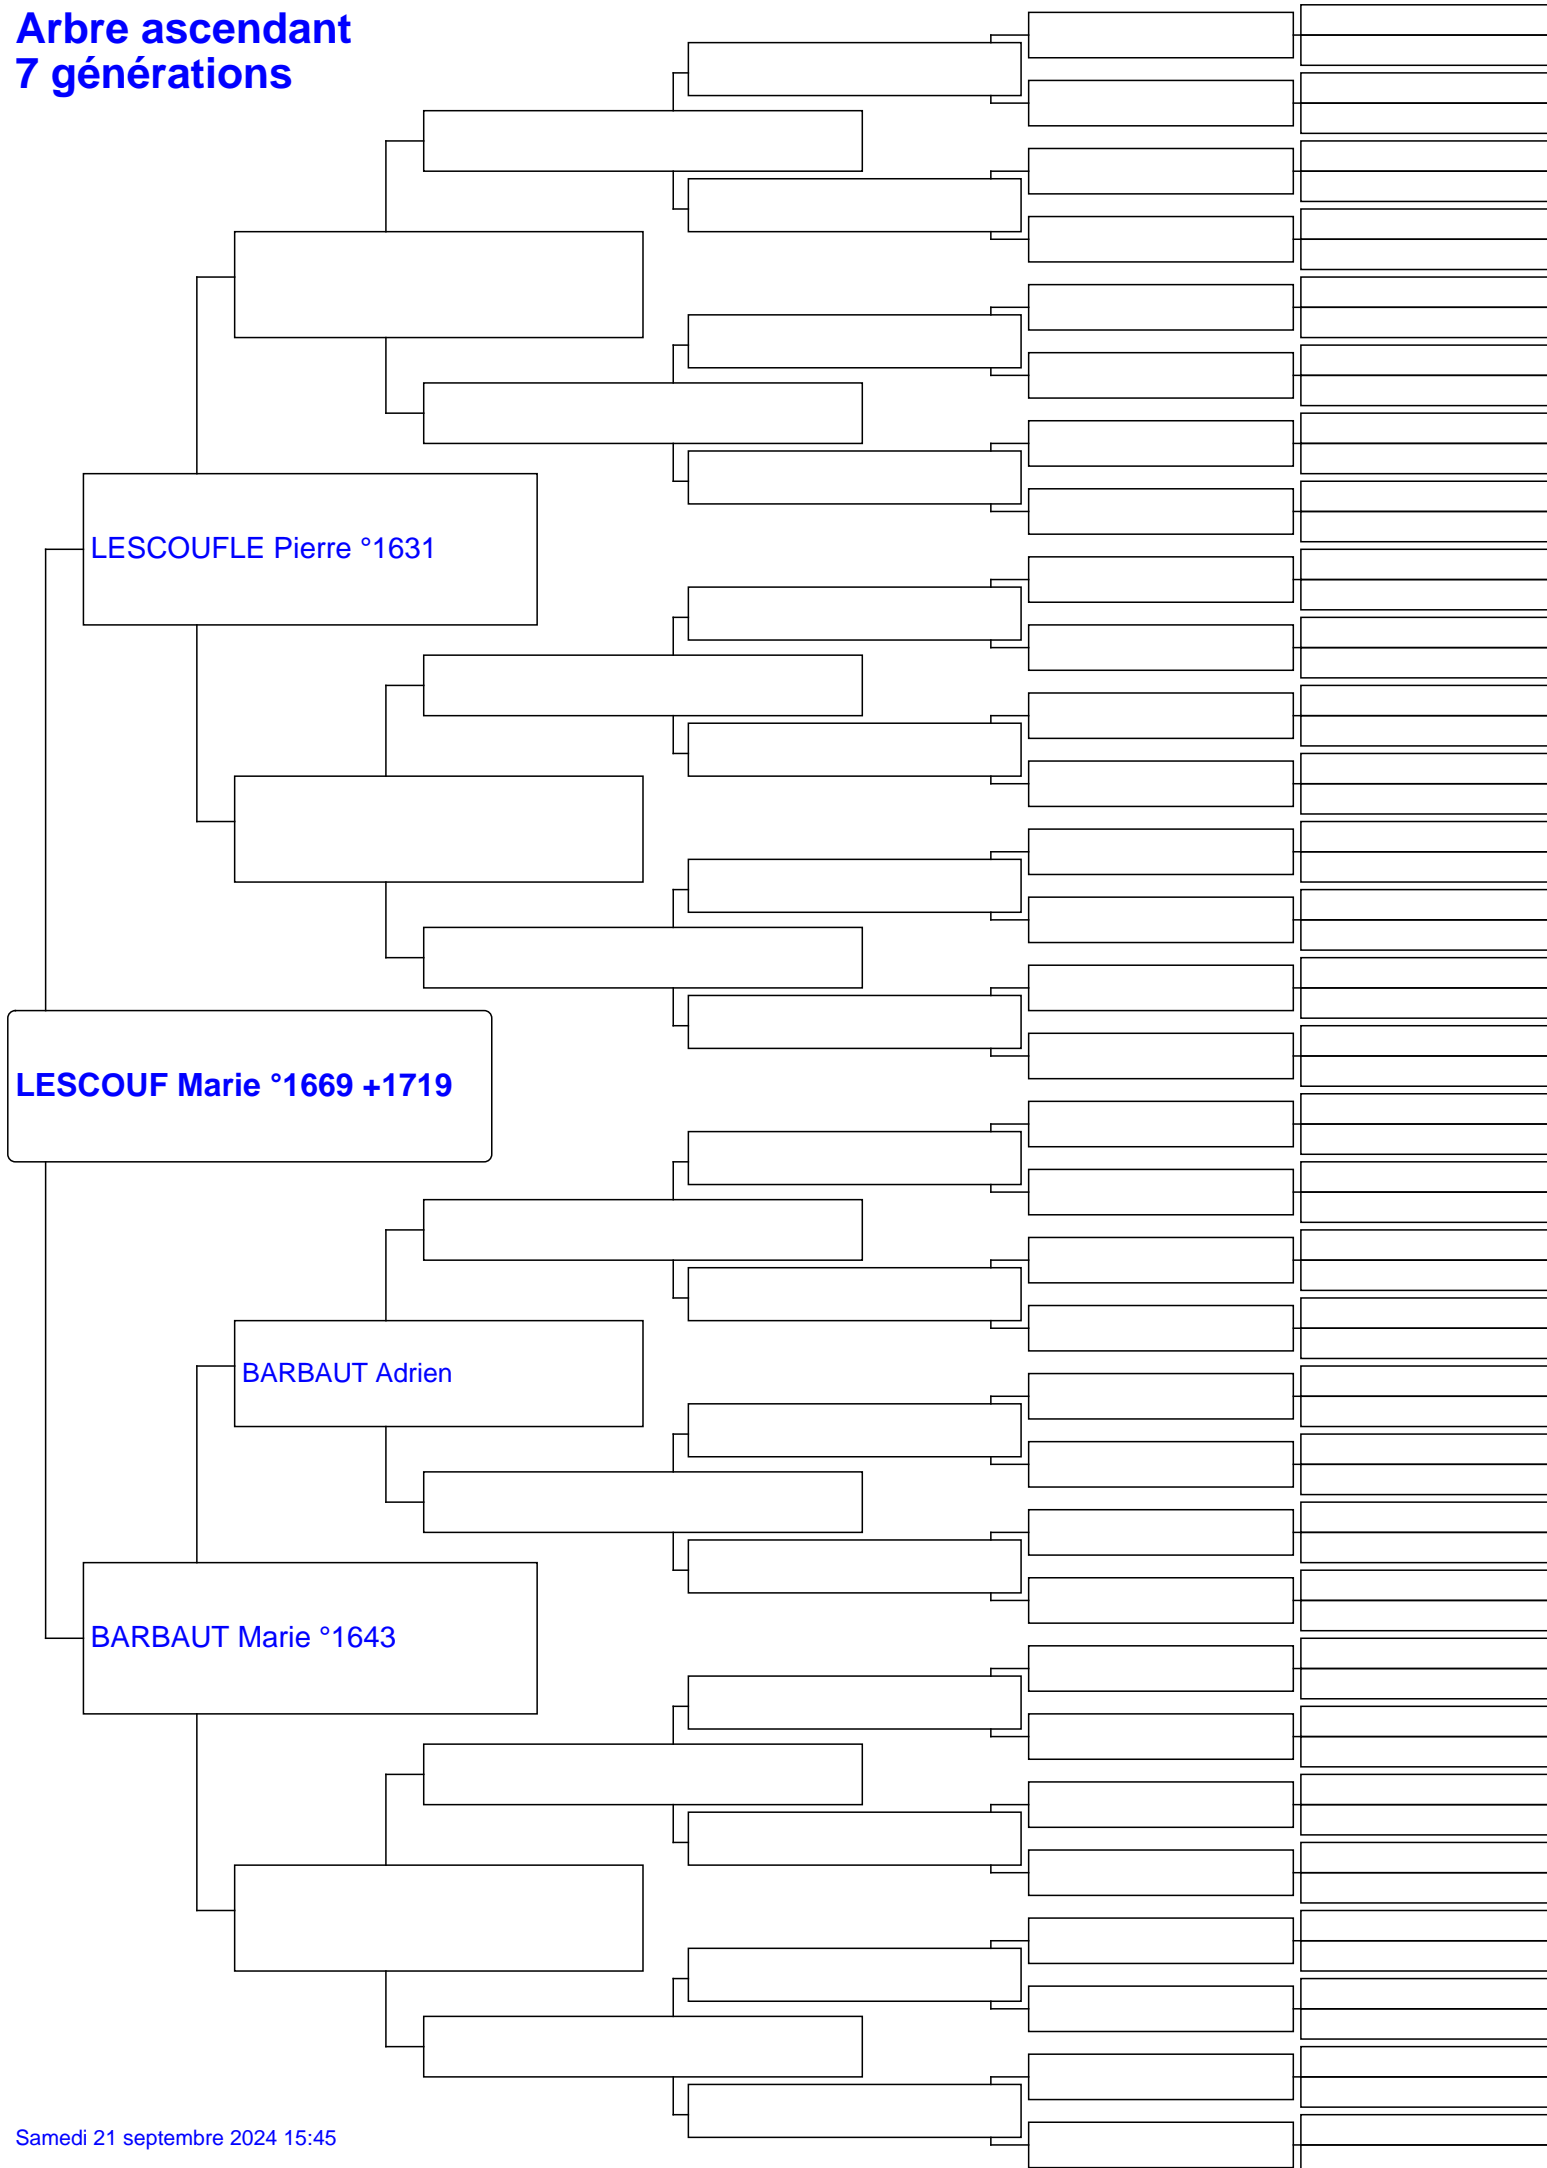 Arbre ascendant
7 générations
LESCOUFLE Pierre °1631
LESCOUF Marie °1669 +1719
BARBAUT Adrien
BARBAUT Marie °1643
Samedi 21 septembre 2024 15:45